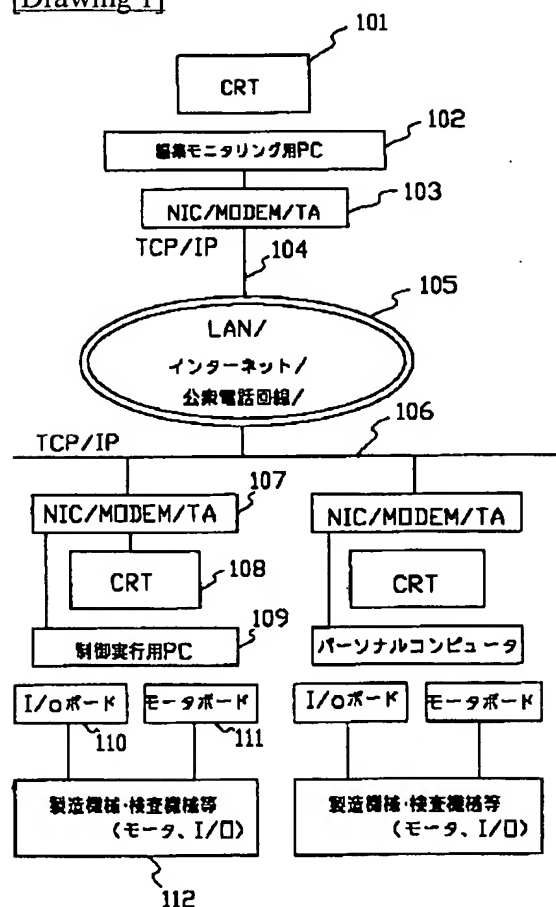 [Drawing 1]
101
CRT
102
編集モニタリング用PC
103
NIC/MODEM/TA
TCP/IP
104
105
LAN/
インターネット/
公衆電話回線/
106
TCP/IP
107
NIC/MODEM/TA NIC/MODEM/TA
108
CRT CRT
109
制御実行用PC パーソナルコンピュータ
I/Oボード モータボード I/Oボード モータボード
110 111
製造機械・検査機械等 製造機械・検査機械等
(モータ、I/O) (モータ、I/O)
112